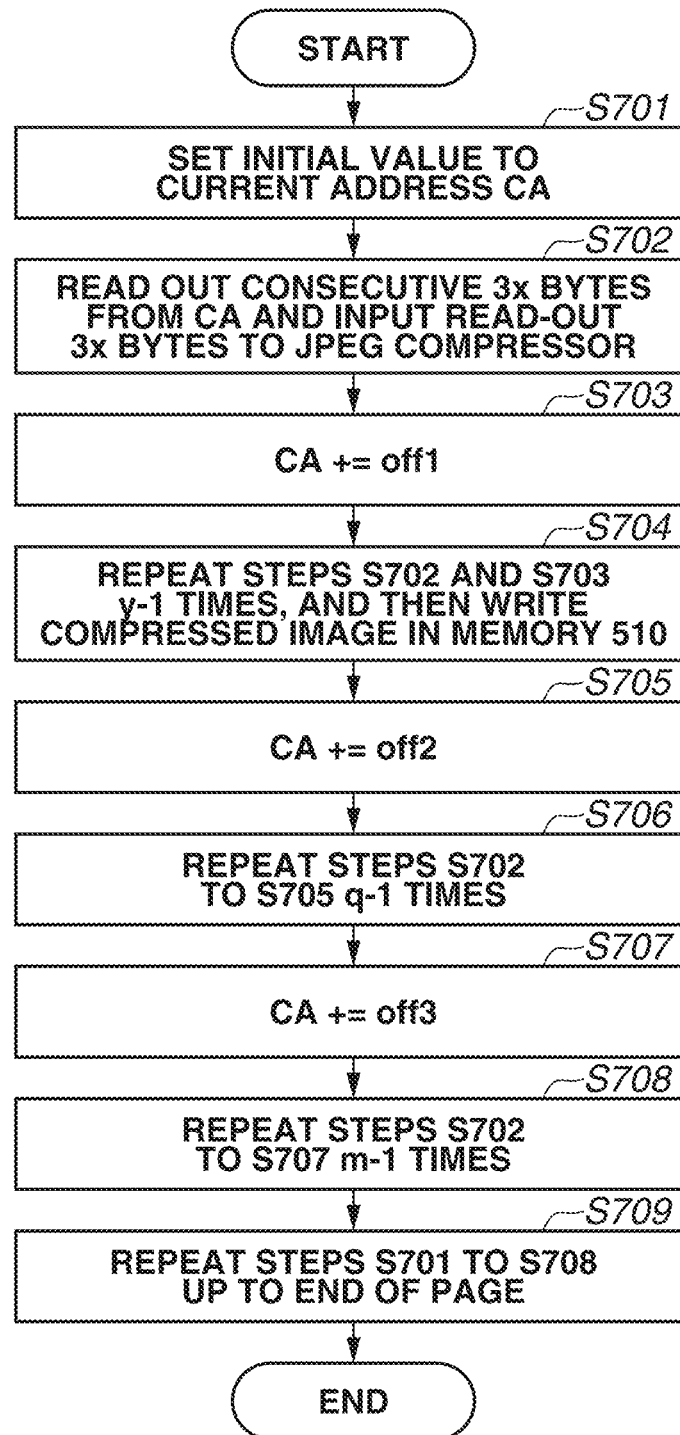 START
S701
SET INITIAL VALUE TO
CURRENT ADDRESS CA
S702
READ OUT CONSECUTIVE 3x BYTES
FROM CA AND INPUT READ-OUT
3x BYTES TO JPEG COMPRESSOR
S703
CA += off1
S704
REPEAT STEPS S702 AND S703
y-1 TIMES, AND THEN WRITE
COMPRESSED IMAGE IN MEMORY 510
S705
CA += off2
S706
REPEAT STEPS S702
TO S705 q-1 TIMES
S707
CA += off3
S708
REPEAT STEPS S702
TO S707 m-1 TIMES
S709
REPEAT STEPS S701 TO S708
UP TO END OF PAGE
END